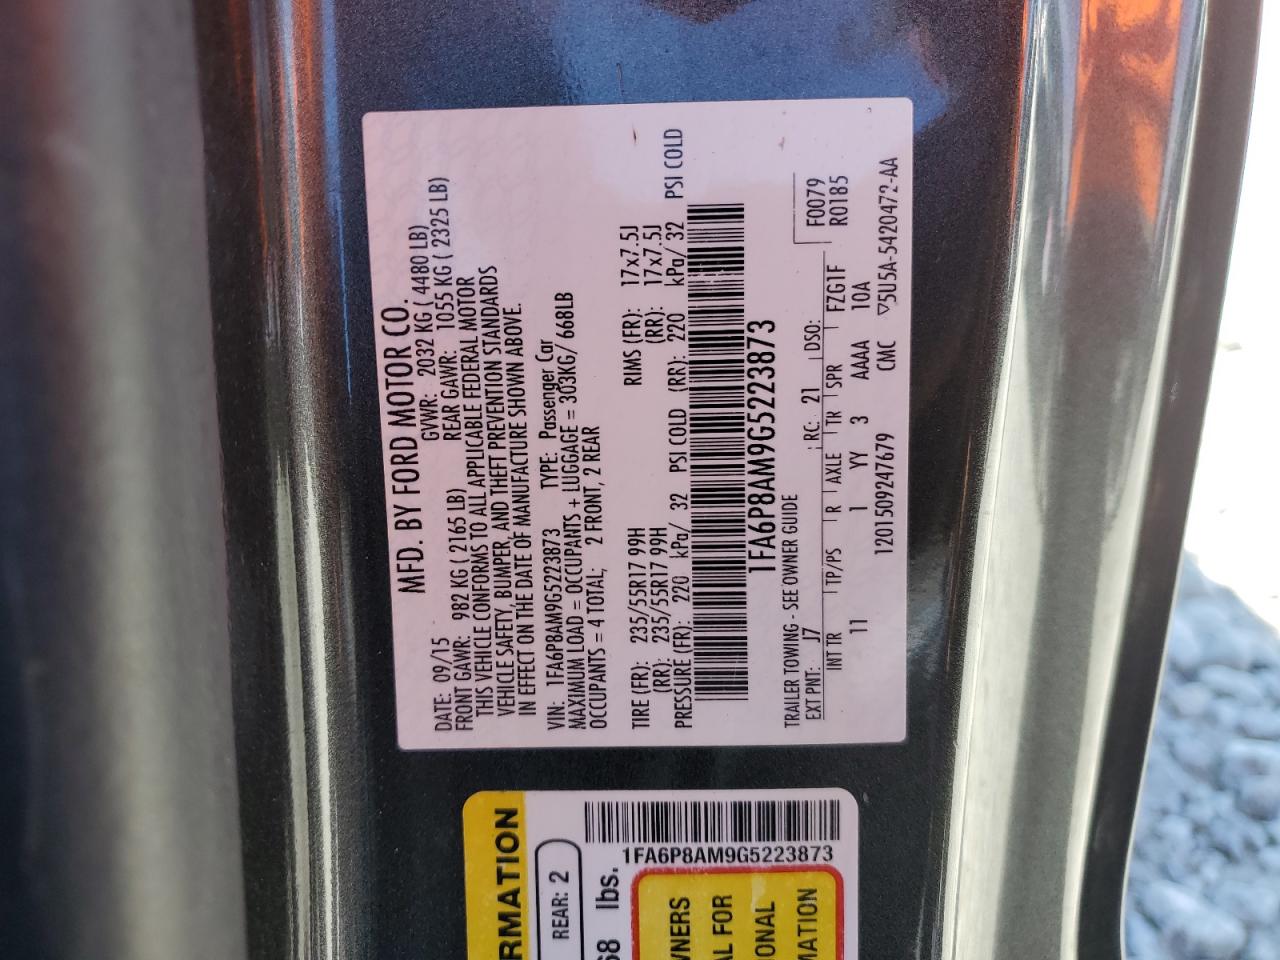 MFD. BY FORD MOTOR CO.
DATE: 09/15 GVWR: 2032 KG ( 4480 LB)
FRONT GAWR: 982 KG ( 2165 LB) REAR GAWR: 1055 KG ( 2325 LB)
THIS VEHICLE CONFORMS TO ALL APPLICABLE FEDERAL MOTOR
VEHICLE SAFETY, BUMPER, AND THEFT PREVENTION STANDARDS
IN EFFECT ON THE DATE OF MANUFACTURE SHOWN ABOVE.
VIN: 1FA6P8AM9G5223873 TYPE: Passenger Car
MAXIMUM LOAD = OCCUPANTS + LUGGAGE = 303KG/ 668LB
OCCUPANTS = 4 TOTAL; 2 FRONT, 2 REAR
TIRE (FR): 235/55R17 99H RIMS (FR): 17x7.5J
(RR): 235/55R17 99H (RR): 17x7.5J
PRESSURE (FR): 220 kPa/ 32 PSI COLD (RR): 220 kPa/ 32 PSI COLD
1FA6P8AM9G5223873
TRAILER TOWING - SEE OWNER GUIDE
F0079
EXT PNT: J7 RC: 21 DSO: R0185
INT TR TP/PS R AXLE TR SPR FZG1F
11 1 YY 3 AAAA 10A
1201509247679 CMC ▽5U5A-5420472-AA
RMATION
REAR: 2
1FA6P8AM9G5223873
68 lbs.
WNERS
AL FOR
IONAL
MATION